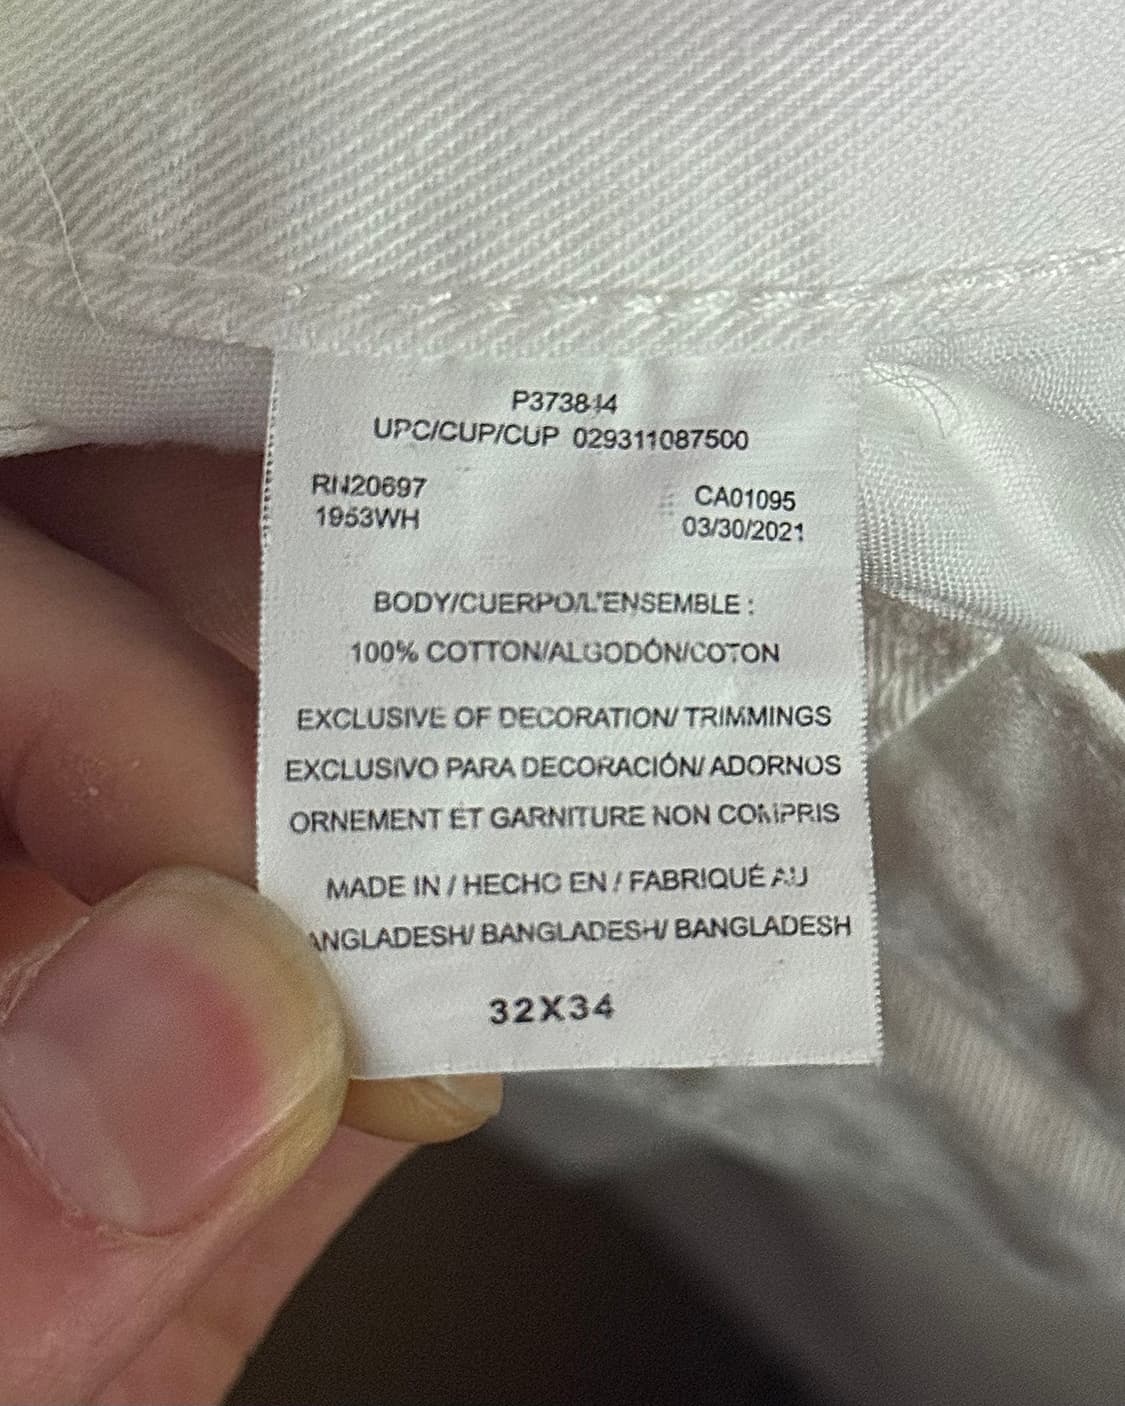 P373844
UPC/CUP/CUP 029311087500
RN20697
1953WH
CA01095
03/30/2021
BODY/CUERPO/L'ENSEMBLE :
100% COTTON/ALGODÓN/COTON
EXCLUSIVE OF DECORATION/ TRIMMINGS
EXCLUSIVO PARA DECORACIÓN/ ADORNOS
ORNEMENT ET GARNITURE NON COMPRIS
MADE IN / HECHO EN / FABRIQUÉ AU
ANGLADESH/ BANGLADESH/ BANGLADESH
32X34